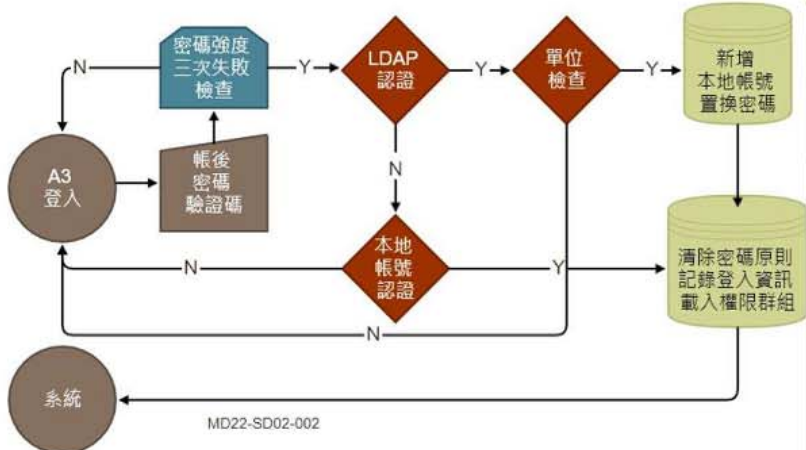 密碼強度
三次失敗
檢查
N
Y
LDAP
認證
Y
單位
檢查
Y
新增
本地帳號
置換密碼
A3
登入
帳後
密碼
驗證碼
N
本地
帳號
認證
N
Y
清除密碼原則
記錄登入資訊
載入權限群組
N
系統
MD22-SD02-002